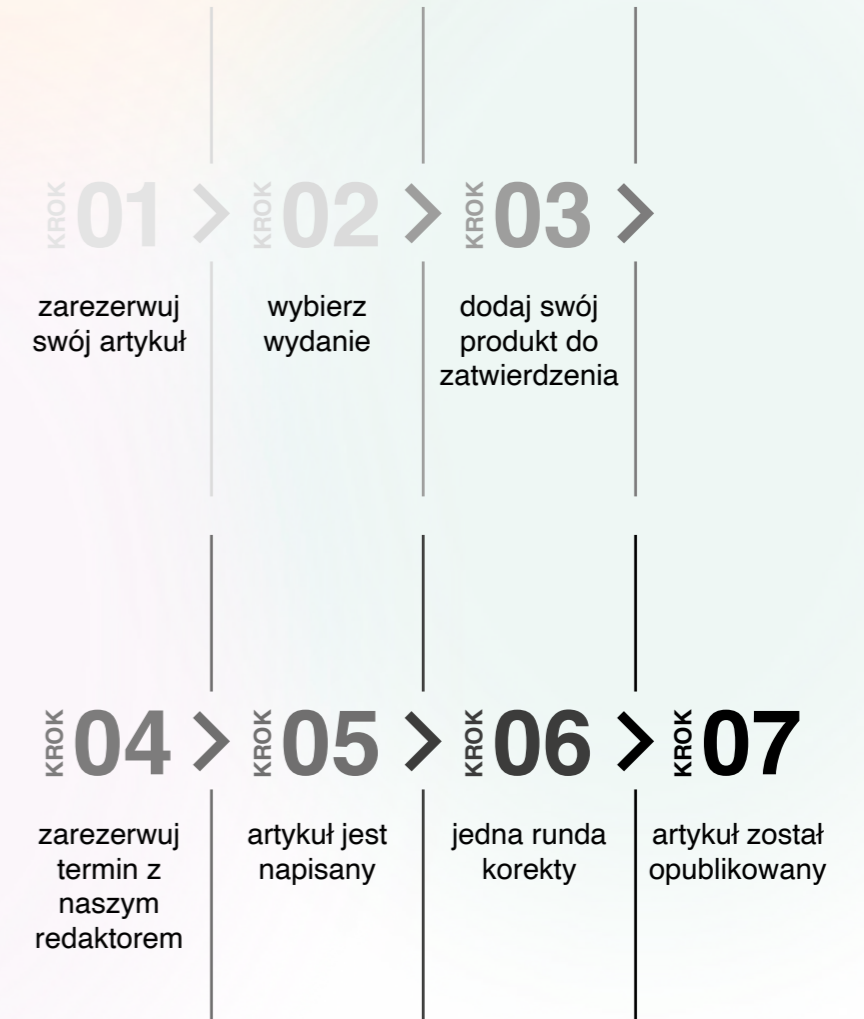 KROK 01
zarezerwuj
swój artykuł
KROK 02
wybierz
wydanie
KROK 03
dodaj swój
produkt do
zatwierdzenia
KROK 04
zarezerwuj
termin z
naszym
redaktorem
KROK 05
artykuł jest
napisany
KROK 06
jedna runda
korekty
KROK 07
artykuł został
opublikowany